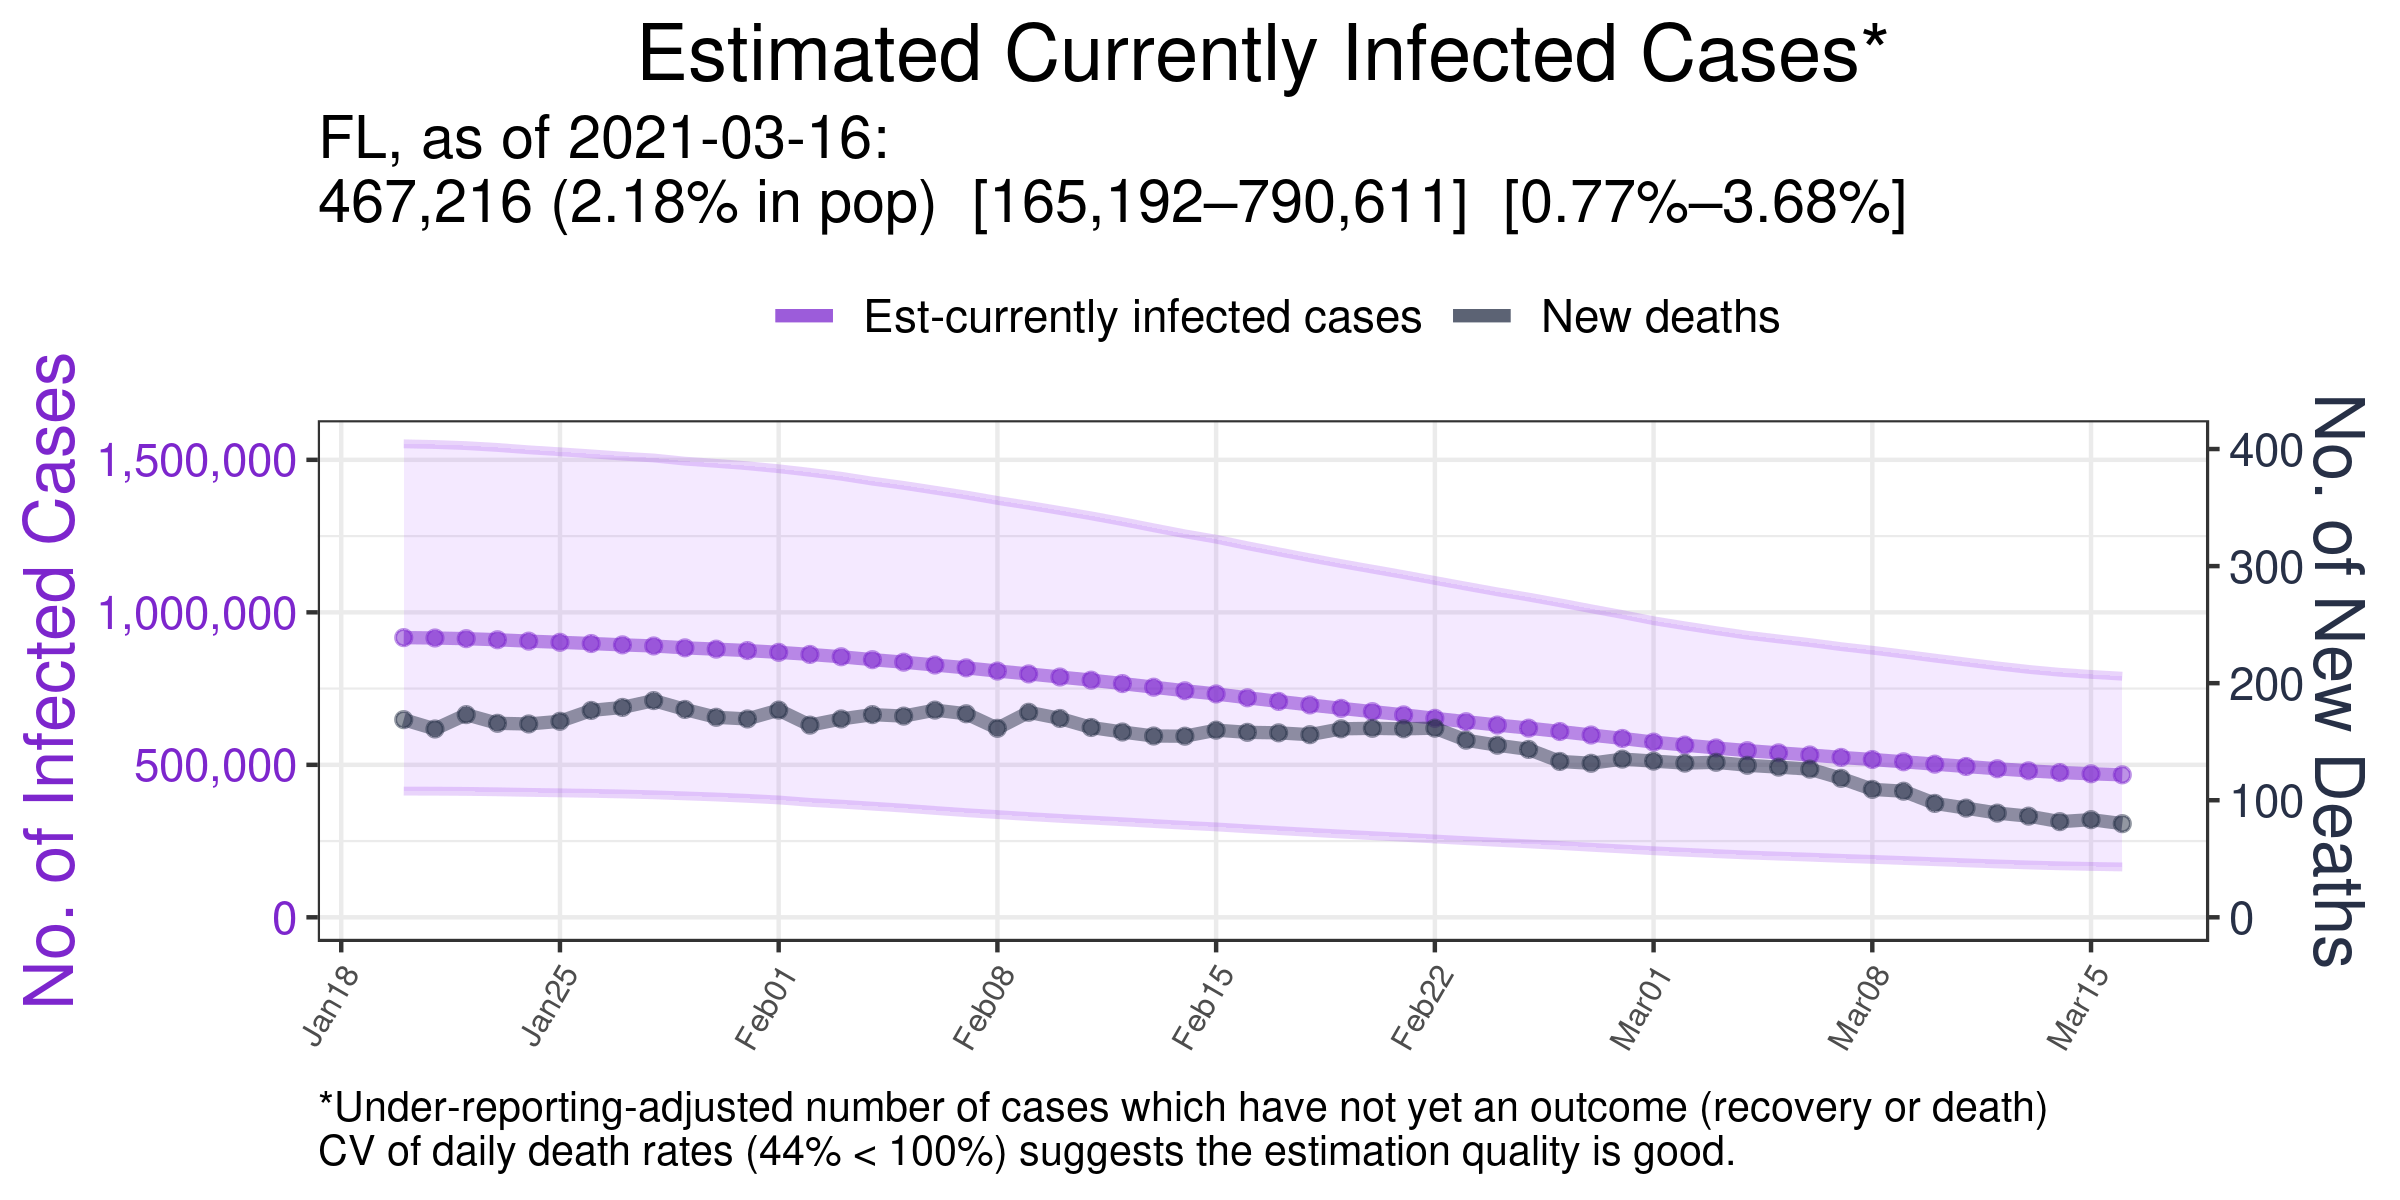 Estimated Currently Infected Cases*
FL, as of 2021-03-16:
467,216 (2.18% in pop)  [165,192–790,611]  [0.77%–3.68%]
Est-currently infected cases
New deaths
No. of Infected Cases
1,500,000
1,000,000
500,000
0
400
300
200
100
0
No. of New Deaths
Jan18
Jan25
Feb01
Feb08
Feb15
Feb22
Mar01
Mar08
Mar15
*Under-reporting-adjusted number of cases which have not yet an outcome (recovery or death)
CV of daily death rates (44% < 100%) suggests the estimation quality is good.